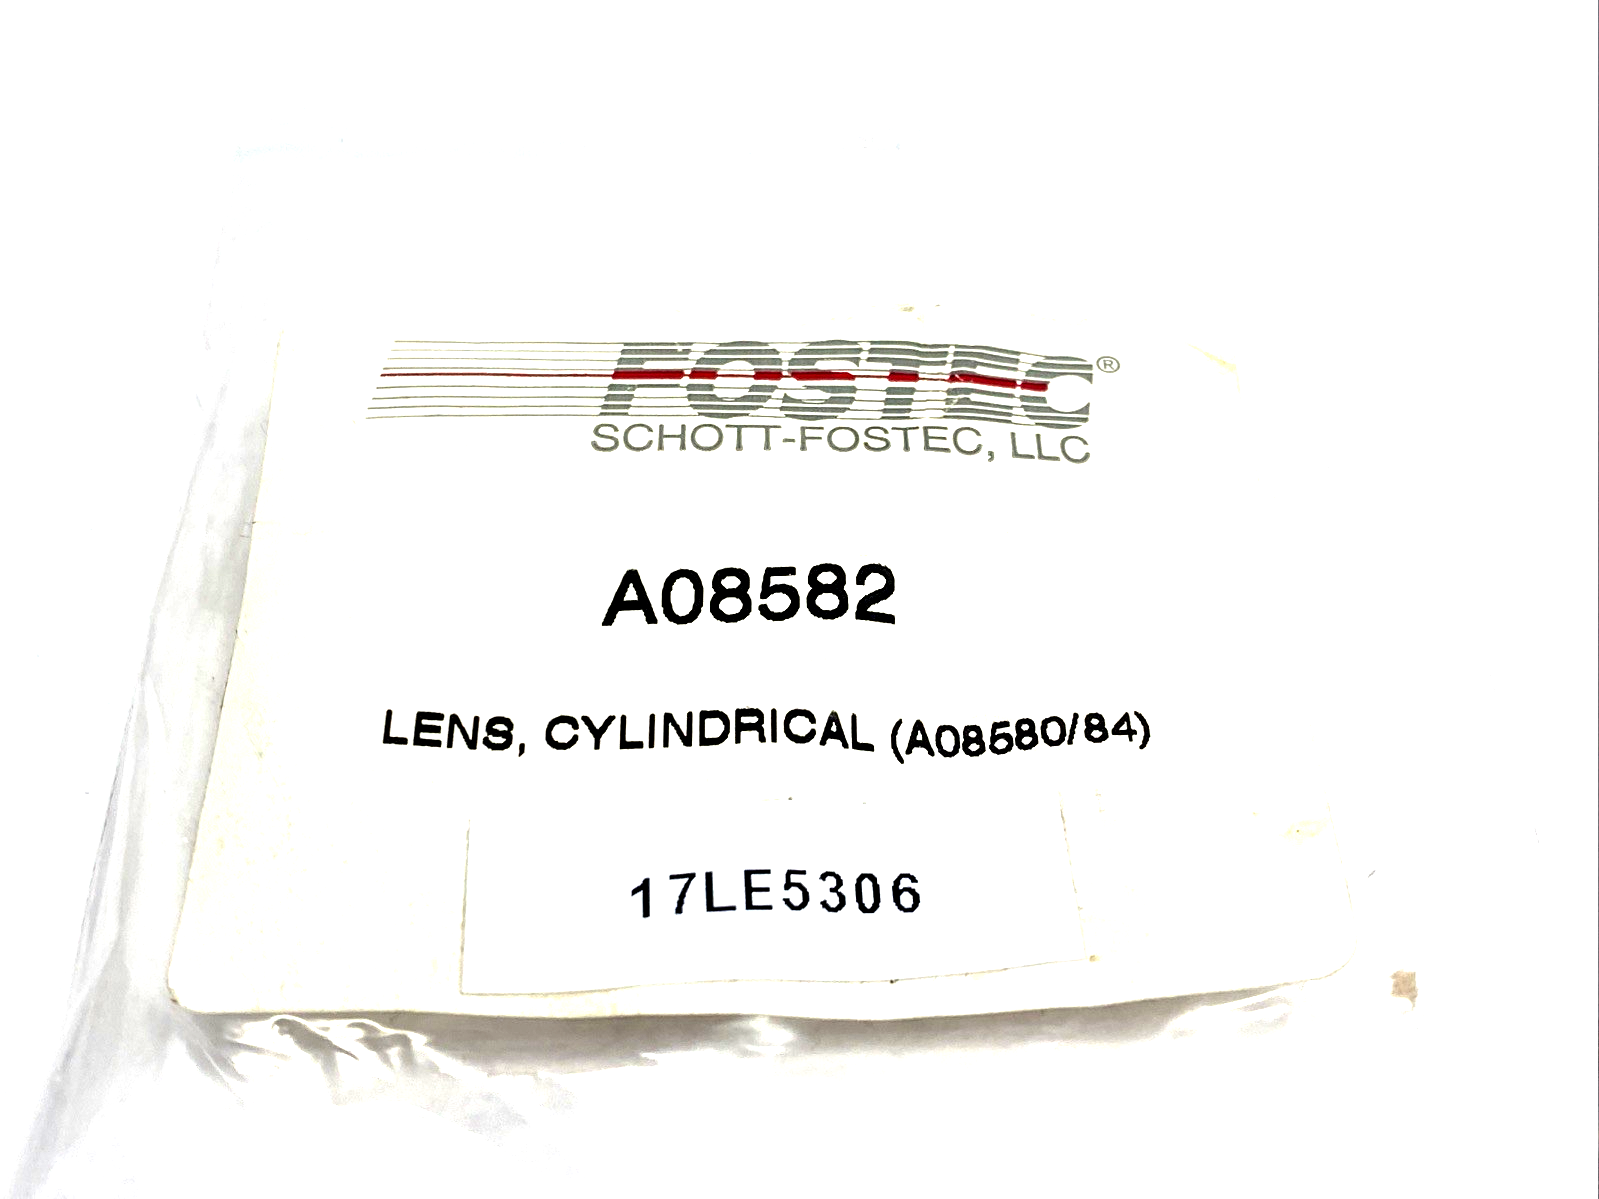 FOSTEC®
SCHOTT-FOSTEC, LLC
A08582
LENS, CYLINDRICAL (A08580/84)
17LE5306